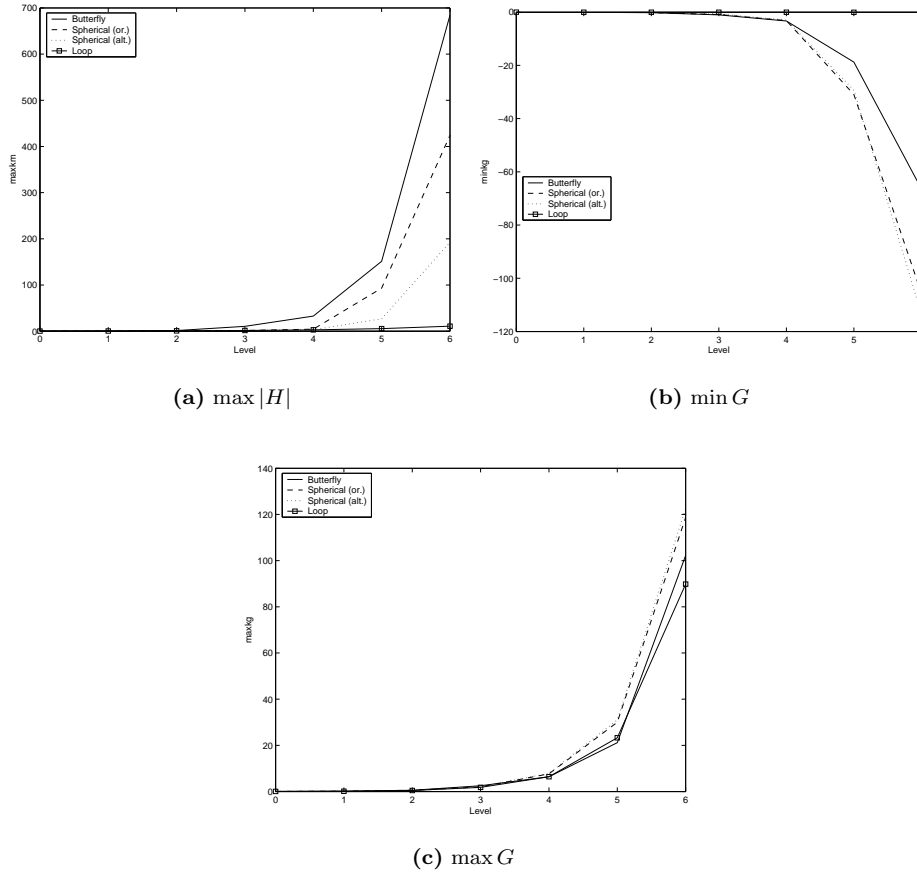 700
600
500
400
300
200
100
0
maxkm
Butterfly
Spherical (or.)
Spherical (alt.)
Loop
0 1 2 3 4 5 6
Level
(a) max |H|
0
−20
−40
−60
−80
−100
−120
minkg
Butterfly
Spherical (or.)
Spherical (alt.)
Loop
0 1 2 3 4 5
Level
(b) min G
140
120
100
80
60
40
20
0
maxkg
Butterfly
Spherical (or.)
Spherical (alt.)
Loop
0 1 2 3 4 5 6
Level
(c) max G